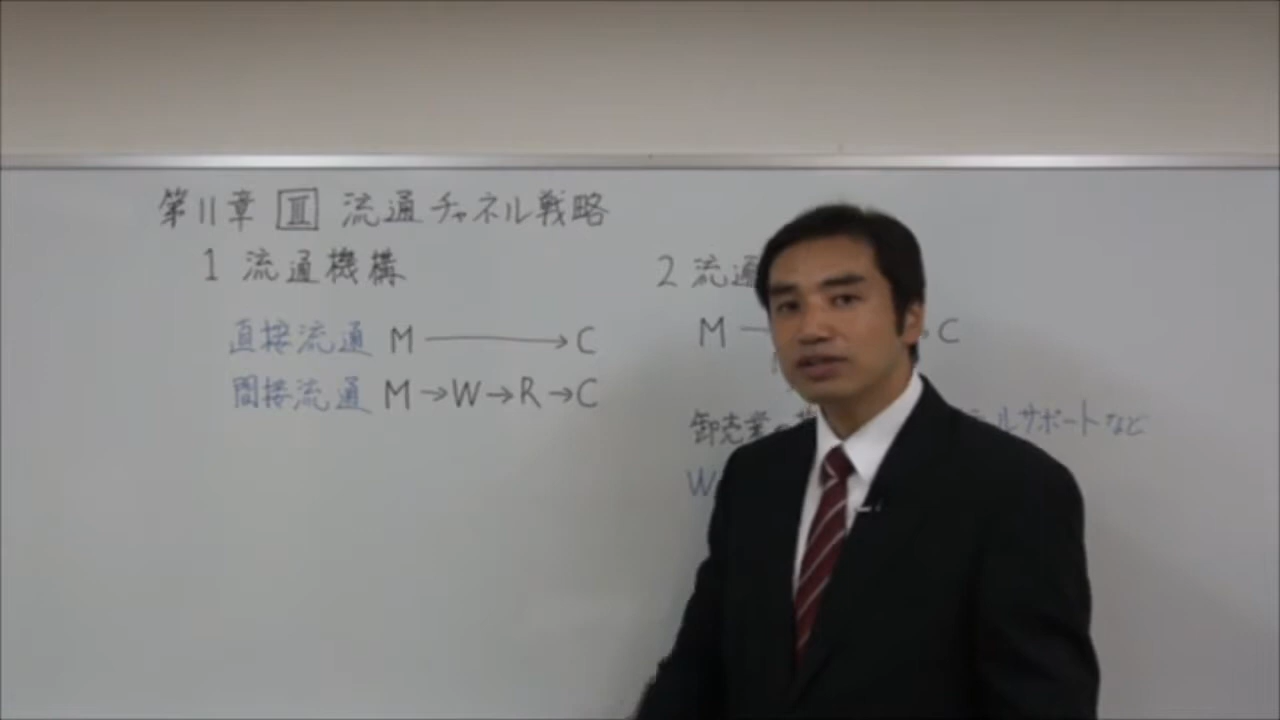 第11章 Ⅲ 流通チャネル戦略
1 流通機構
直接流通 M → C
間接流通 M→W→R→C
2 流通
M → C
卸売業の ルサポートなど
W